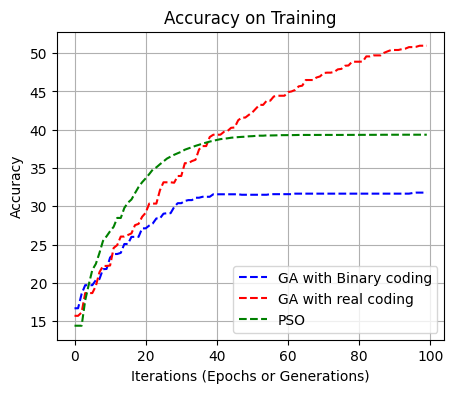 Accuracy on Training
Accuracy
50
45
40
35
30
25
20
15
GA with Binary coding
GA with real coding
PSO
0 20 40 60 80 100
Iterations (Epochs or Generations)